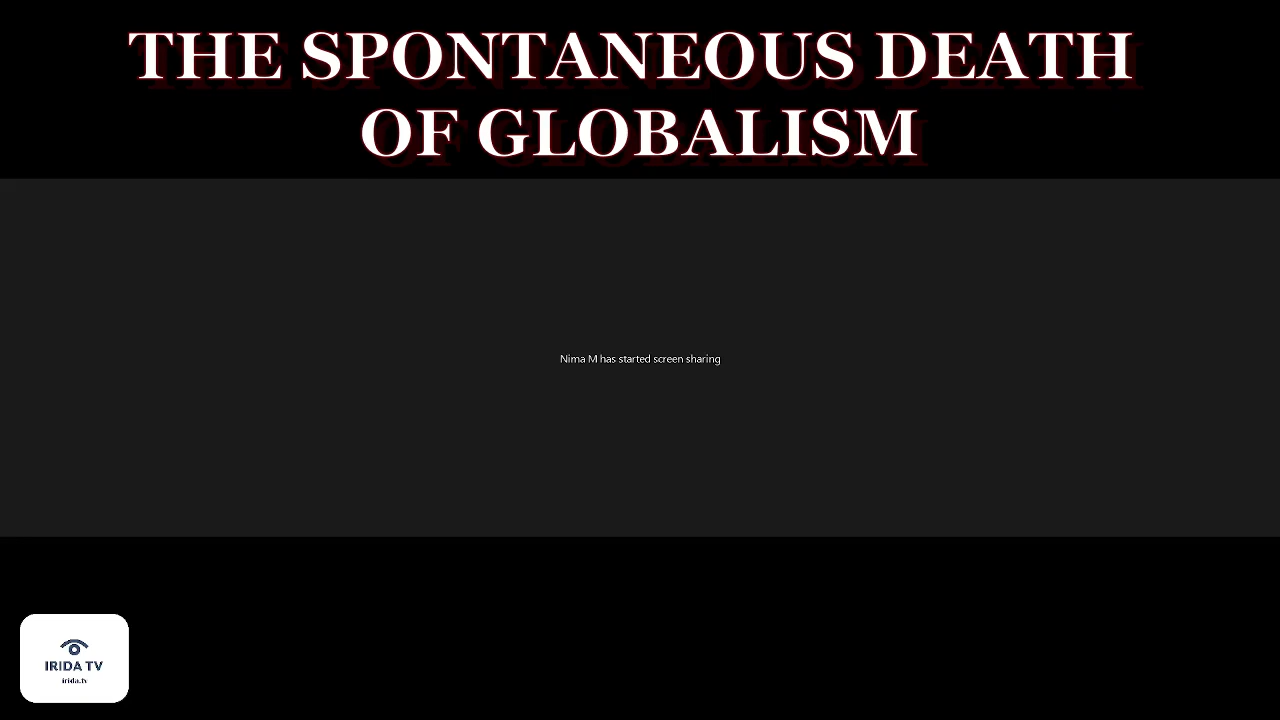 THE SPONTANEOUS DEATH
OF GLOBALISM
Nima M has started screen sharing
IRIDA TV
irida.tv